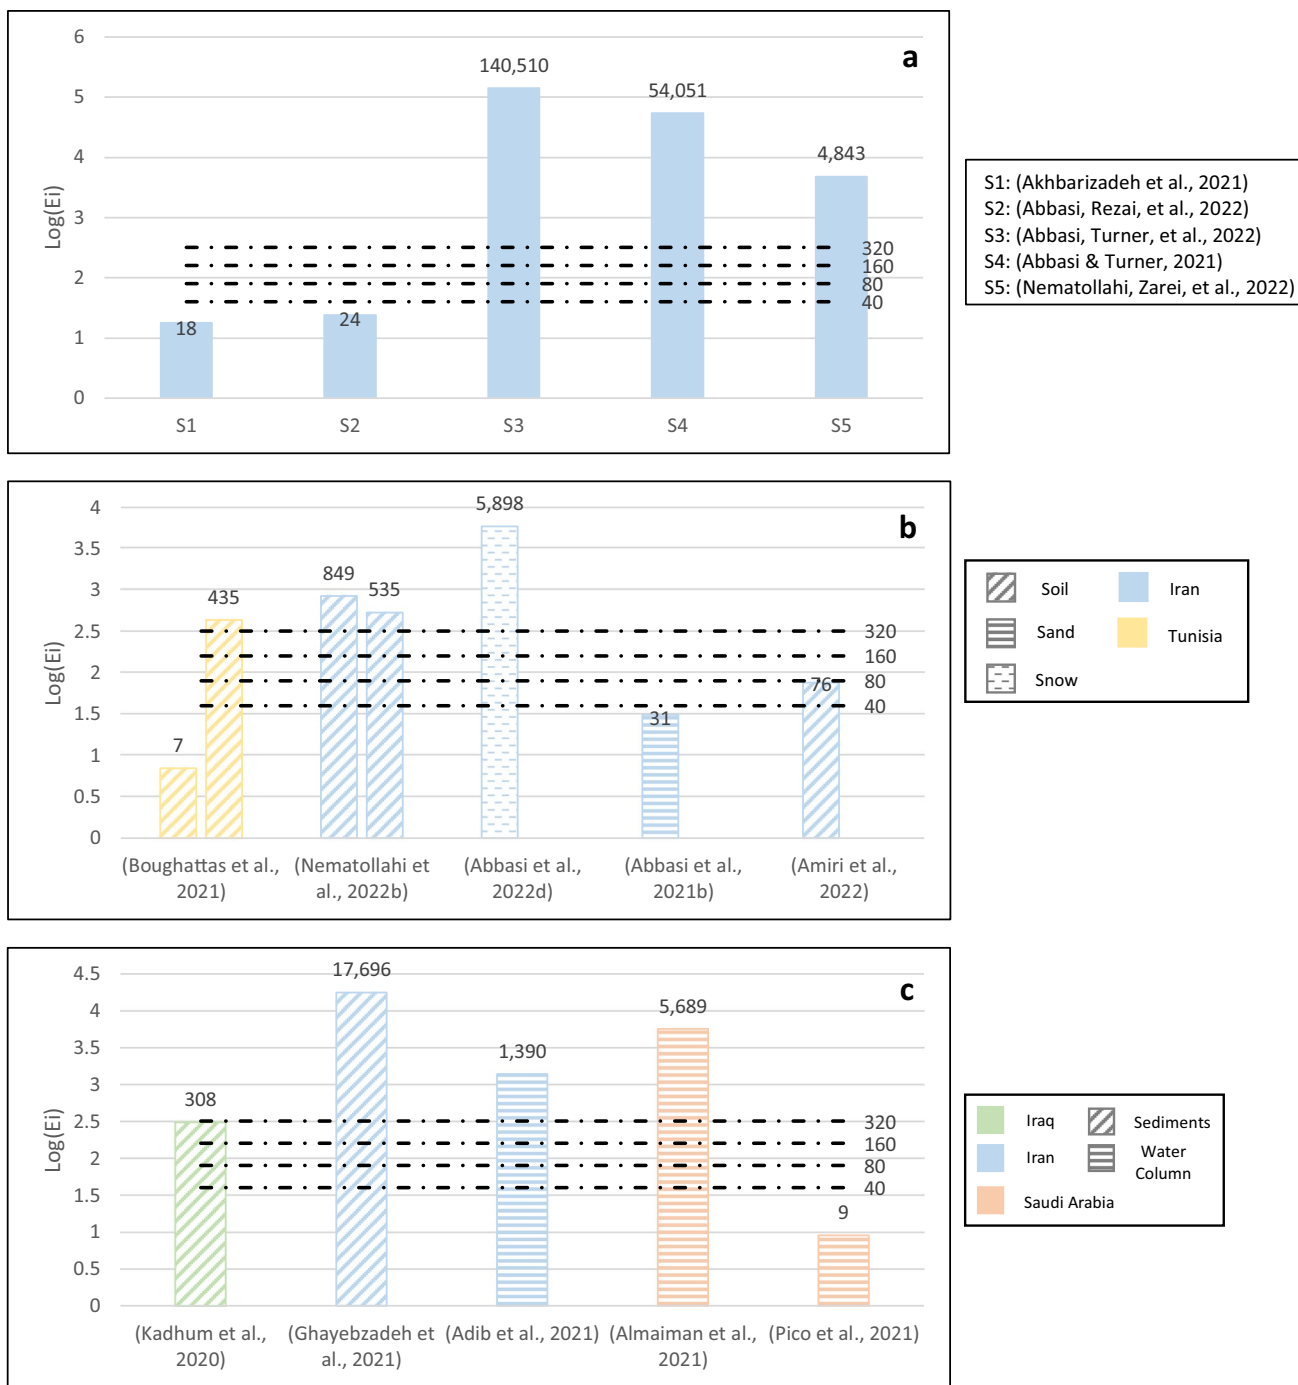 a
6
5
4
3
2
1
0
Log(Ei)
140,510
54,051
4,843
18
24
320
160
80
40
S1
S2
S3
S4
S5
S1: (Akhbarizadeh et al., 2021)
S2: (Abbasi, Rezai, et al., 2022)
S3: (Abbasi, Turner, et al., 2022)
S4: (Abbasi & Turner, 2021)
S5: (Nematollahi, Zarei, et al., 2022)
b
4
3.5
3
2.5
2
1.5
1
0.5
0
Log(Ei)
7
435
849
535
5,898
31
76
320
160
80
40
(Boughattas et al.,
2021)
(Nematollahi et
al., 2022b)
(Abbasi et al.,
2022d)
(Abbasi et al.,
2021b)
(Amiri et al.,
2022)
Soil
Iran
Sand
Tunisia
Snow
c
4.5
4
3.5
3
2.5
2
1.5
1
0.5
0
Log(Ei)
308
17,696
1,390
5,689
9
320
160
80
40
(Kadhum et al.,
2020)
(Ghayebzadeh et
al., 2021)
(Adib et al., 2021)
(Almaiman et al.,
2021)
(Pico et al., 2021)
Iraq
Sediments
Iran
Water
Column
Saudi Arabia